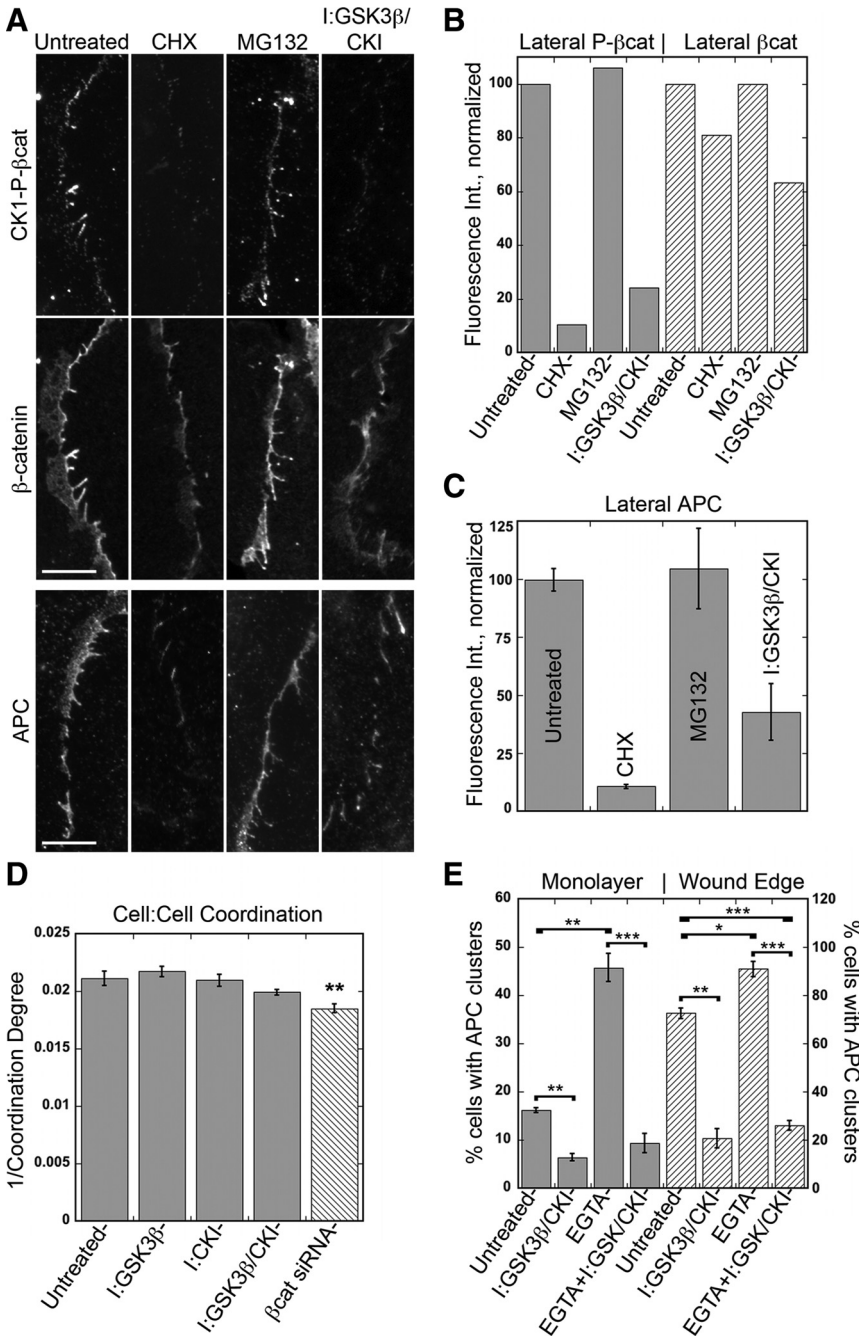 A
Untreated
CHX
MG132
I:GSK3β/
CKI
CK1-P-βcat
β-catenin
APC
B
Lateral P-βcat | Lateral βcat
Fluorescence Int., normalized
100
80
60
40
20
0
Untreated-
CHX-
MG132-
I:GSK3β/CKI-
Untreated-
CHX-
MG132-
I:GSK3β/CKI-
C
Lateral APC
Fluorescence Int., normalized
125
100
75
50
25
0
Untreated
CHX
MG132
I:GSK3β/CKI
D
Cell:Cell Coordination
1/Coordination Degree
0.025
0.02
0.015
0.01
0.005
0
**
Untreated-
I:GSK3β-
I:CKI-
I:GSK3β/CKI-
βcat siRNA-
E
Monolayer | Wound Edge
% cells with APC clusters
60
50
40
30
20
10
0
** ***
**
***
*
**
***
**
120
100
80
60
40
20
0
% cells with APC clusters
Untreated-
I:GSK3β/CKI-
EGTA-
EGTA+I:GSK/CKI-
Untreated-
I:GSK3β/CKI-
EGTA-
EGTA+I:GSK/CKI-